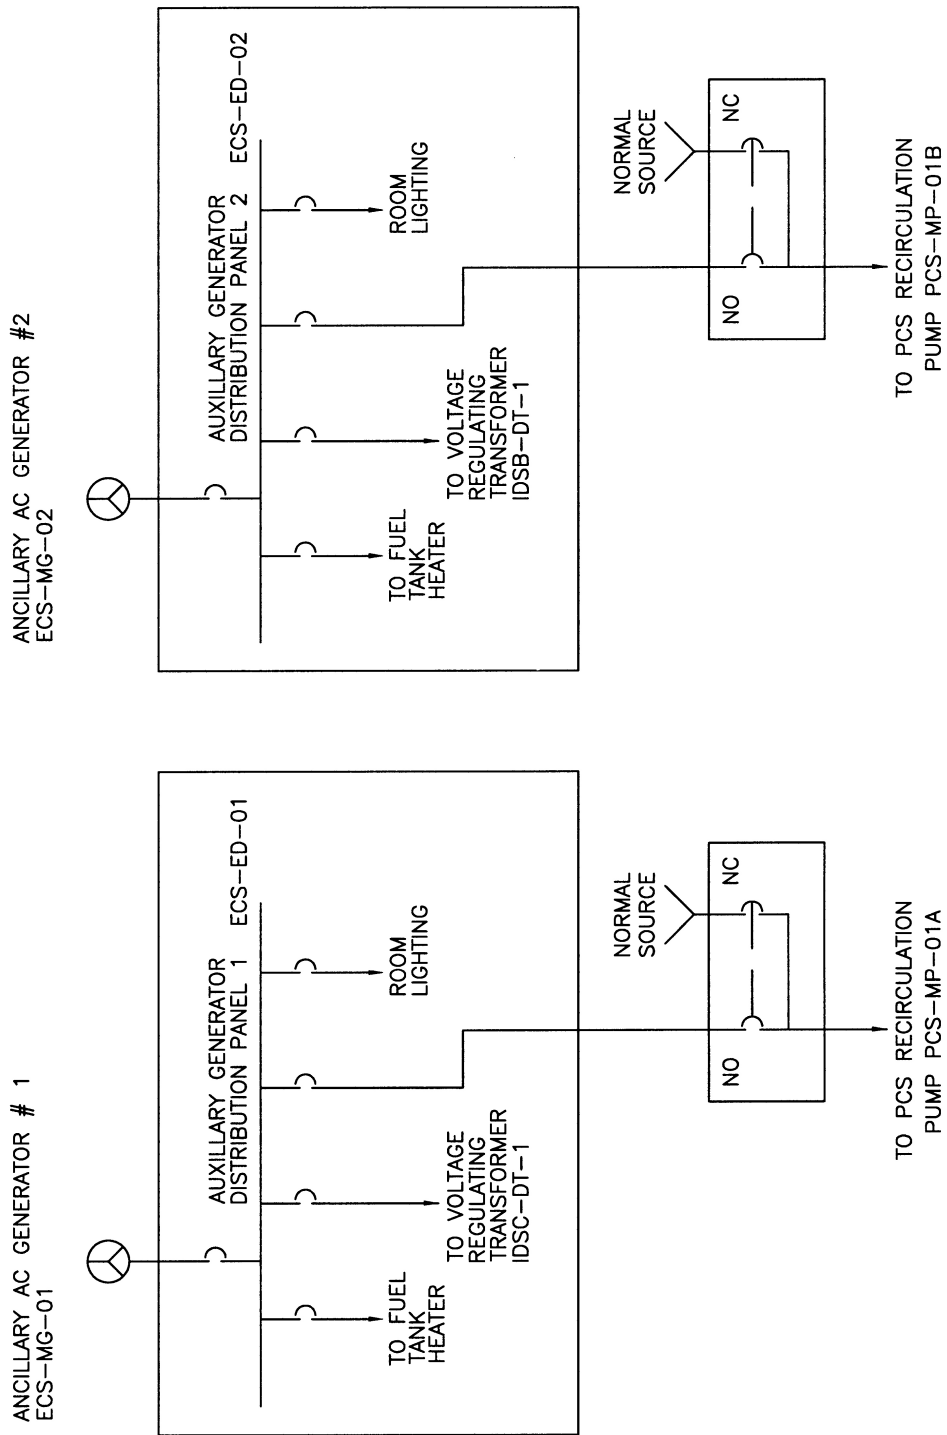 ANCILLARY AC GENERATOR # 1
ECS-MG-01
AUXILLARY GENERATOR
DISTRIBUTION PANEL 1 ECS-ED-01
TO FUEL
TANK
HEATER
TO VOLTAGE
REGULATING
TRANSFORMER
IDSC-DT-1
ROOM
LIGHTING
NORMAL
SOURCE
NO
NC
TO PCS RECIRCULATION
PUMP PCS-MP-01A
ANCILLARY AC GENERATOR #2
ECS-MG-02
AUXILLARY GENERATOR
DISTRIBUTION PANEL 2 ECS-ED-02
TO FUEL
TANK
HEATER
TO VOLTAGE
REGULATING
TRANSFORMER
IDSB-DT-1
ROOM
LIGHTING
NORMAL
SOURCE
NO
NC
TO PCS RECIRCULATION
PUMP PCS-MP-01B